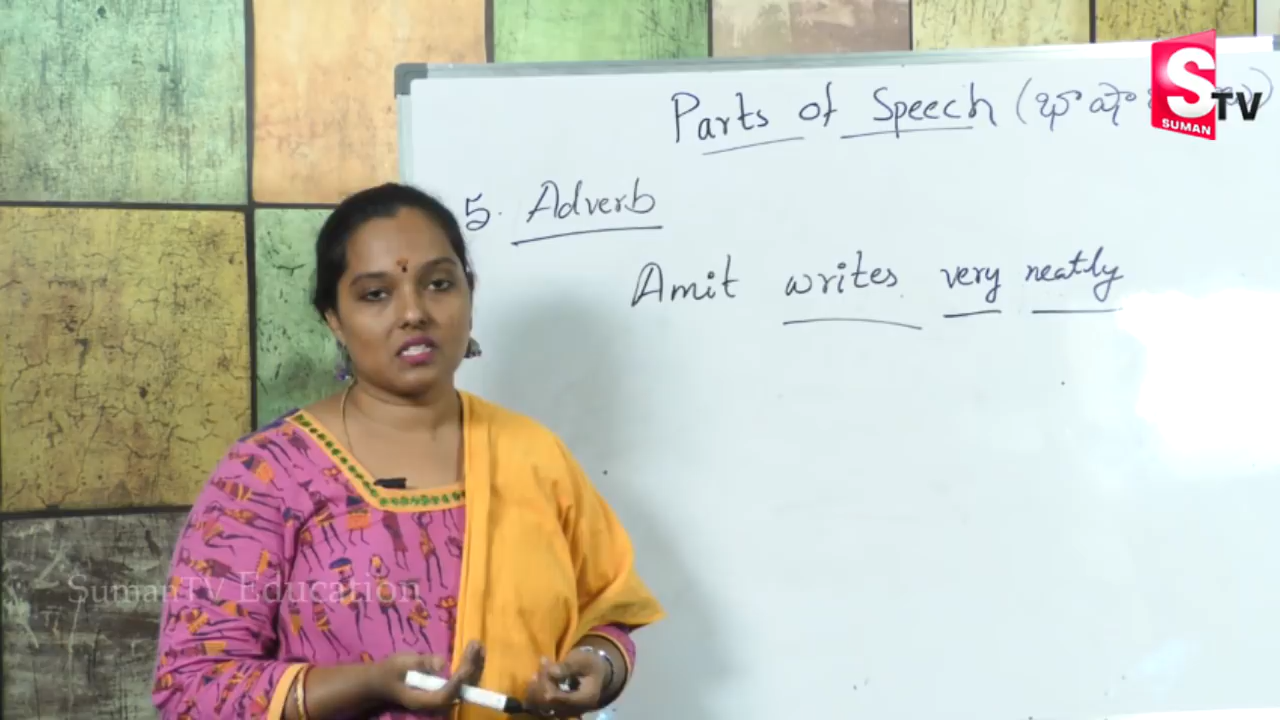 Parts of Speech
S TV
SUMAN
5. Adverb
Amit writes very neatly
SumanTV Education